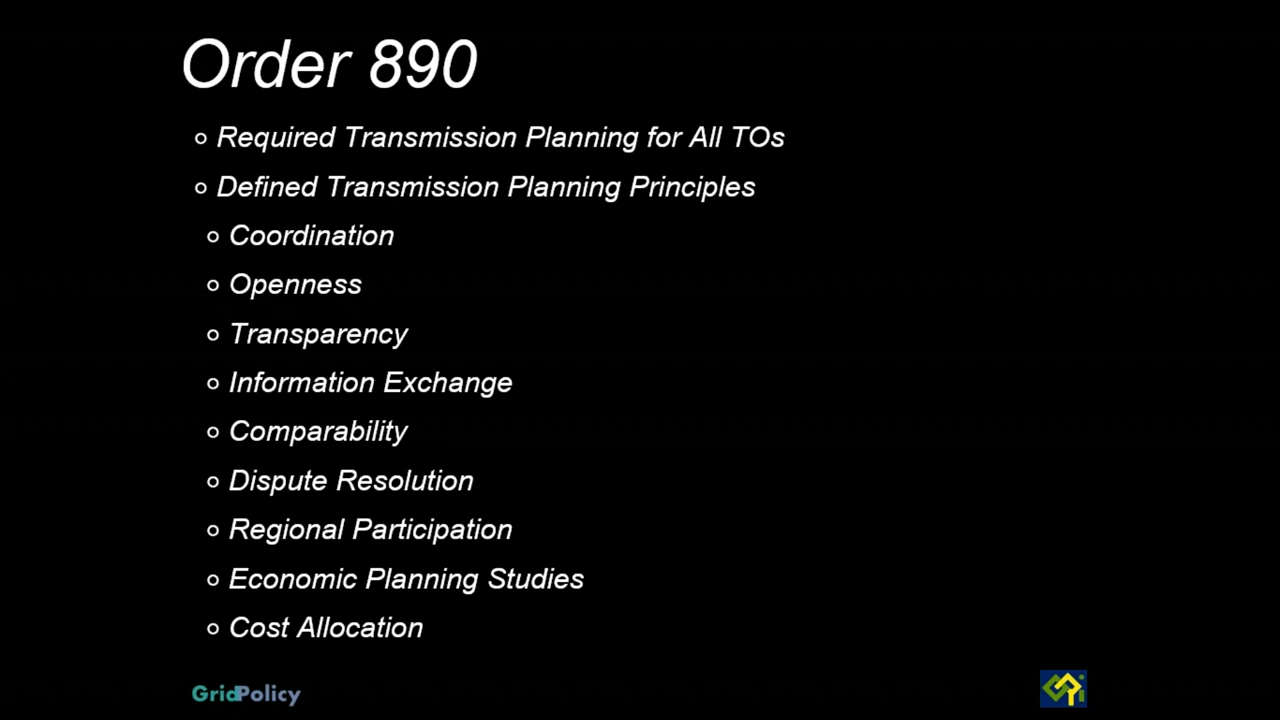 Order 890
Required Transmission Planning for All TOs
Defined Transmission Planning Principles
Coordination
Openness
Transparency
Information Exchange
Comparability
Dispute Resolution
Regional Participation
Economic Planning Studies
Cost Allocation
GridPolicy